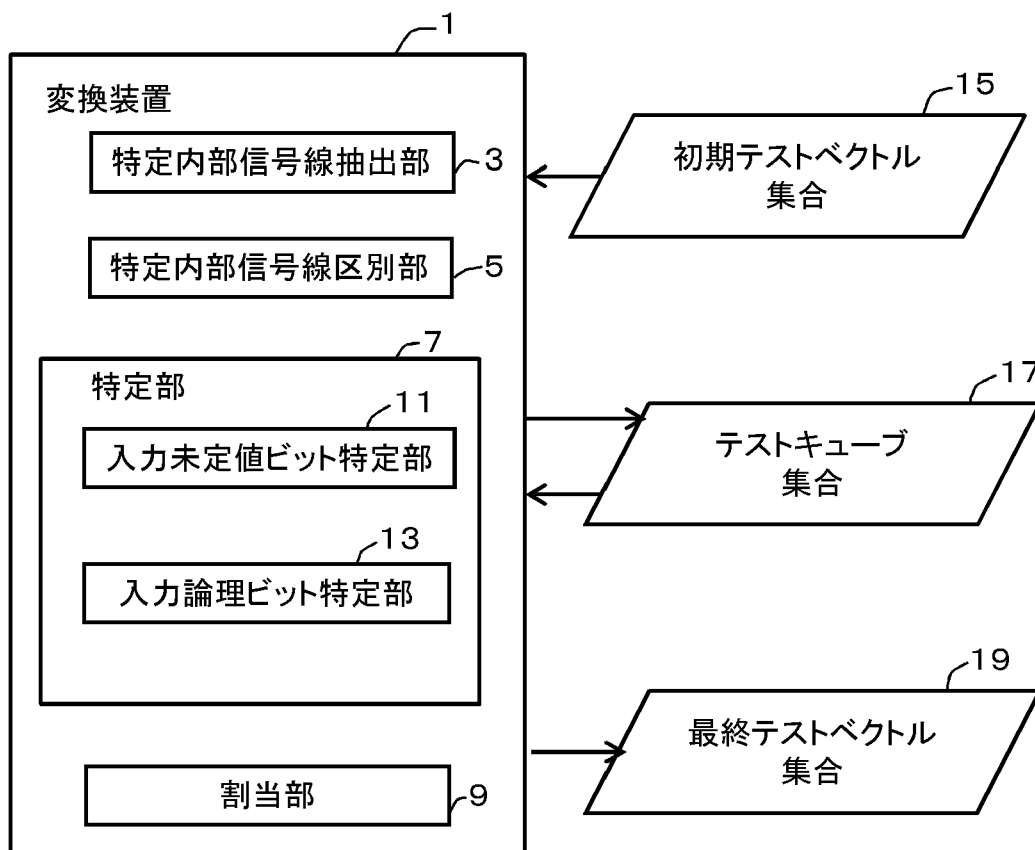 1
変換装置
特定内部信号線抽出部
3
特定内部信号線区別部
5
7
特定部
11
入力未定値ビット特定部
13
入力論理ビット特定部
割当部
9
15
初期テストベクトル
集合
17
テストキューブ
集合
19
最終テストベクトル
集合